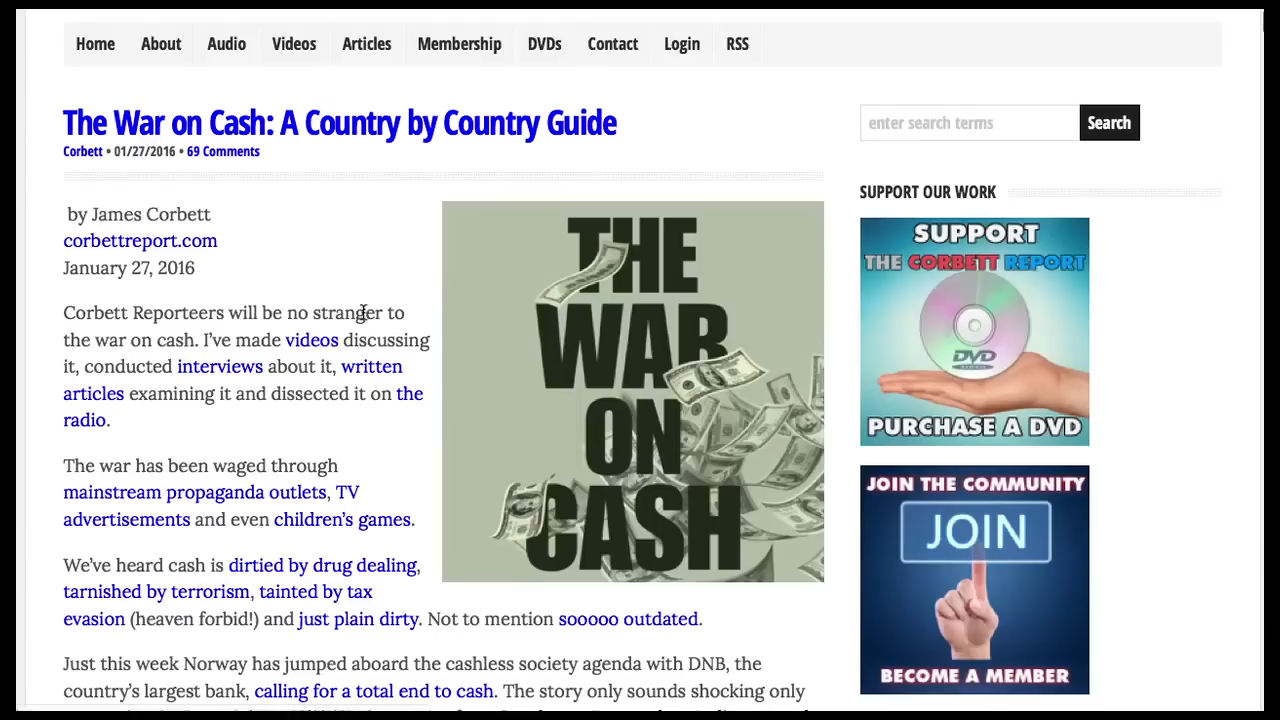 Home About Audio Videos Articles Membership DVDs Contact Login RSS
The War on Cash: A Country by Country Guide
Corbett • 01/27/2016 • 69 Comments
by James Corbett
corbettreport.com
January 27, 2016
Corbett Reporteers will be no stranger to
the war on cash. I’ve made videos discussing
it, conducted interviews about it, written
articles examining it and dissected it on the
radio.
The war has been waged through
mainstream propaganda outlets, TV
advertisements and even children’s games.
We’ve heard cash is dirtied by drug dealing,
tarnished by terrorism, tainted by tax
evasion (heaven forbid!) and just plain dirty. Not to mention sooooo outdated.
Just this week Norway has jumped aboard the cashless society agenda with DNB, the
country’s largest bank, calling for a total end to cash. The story only sounds shocking only
THE
WAR
ON
CASH
enter search terms Search
SUPPORT OUR WORK
SUPPORT
THE CORBETT REPORT
DVD
PURCHASE A DVD
JOIN THE COMMUNITY
JOIN
BECOME A MEMBER